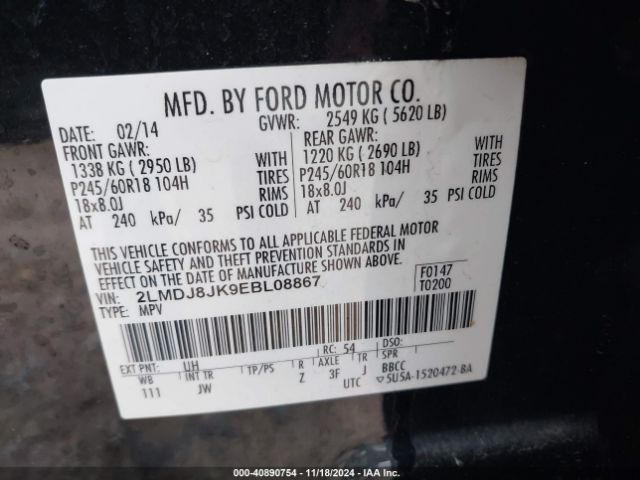 MFD. BY FORD MOTOR CO.
DATE: 02/14 GVWR: 2549 KG ( 5620 LB)
FRONT GAWR: REAR GAWR:
1338 KG ( 2950 LB) WITH 1220 KG ( 2690 LB) WITH
P245/60R18 104H TIRES P245/60R18 104H TIRES
18x8.0J RIMS 18x8.0J RIMS
AT 240 kPa/ 35 PSI COLD AT 240 kPa/ 35 PSI COLD
THIS VEHICLE CONFORMS TO ALL APPLICABLE FEDERAL MOTOR
VEHICLE SAFETY AND THEFT PREVENTION STANDARDS IN
EFFECT ON THE DATE OF MANUFACTURE SHOWN ABOVE.
VIN: 2LMDJ8JK9EBL08867 F0147
TYPE: MPV T0200
EXT PNT: UH RC: 54 DSO:
WB INT TR TP/PS R AXLE TR SPR
111 JW Z 3F J BBCC
UTC ▽5U5A-1520472-BA
000-40890754 - 11/18/2024 - IAA Inc.